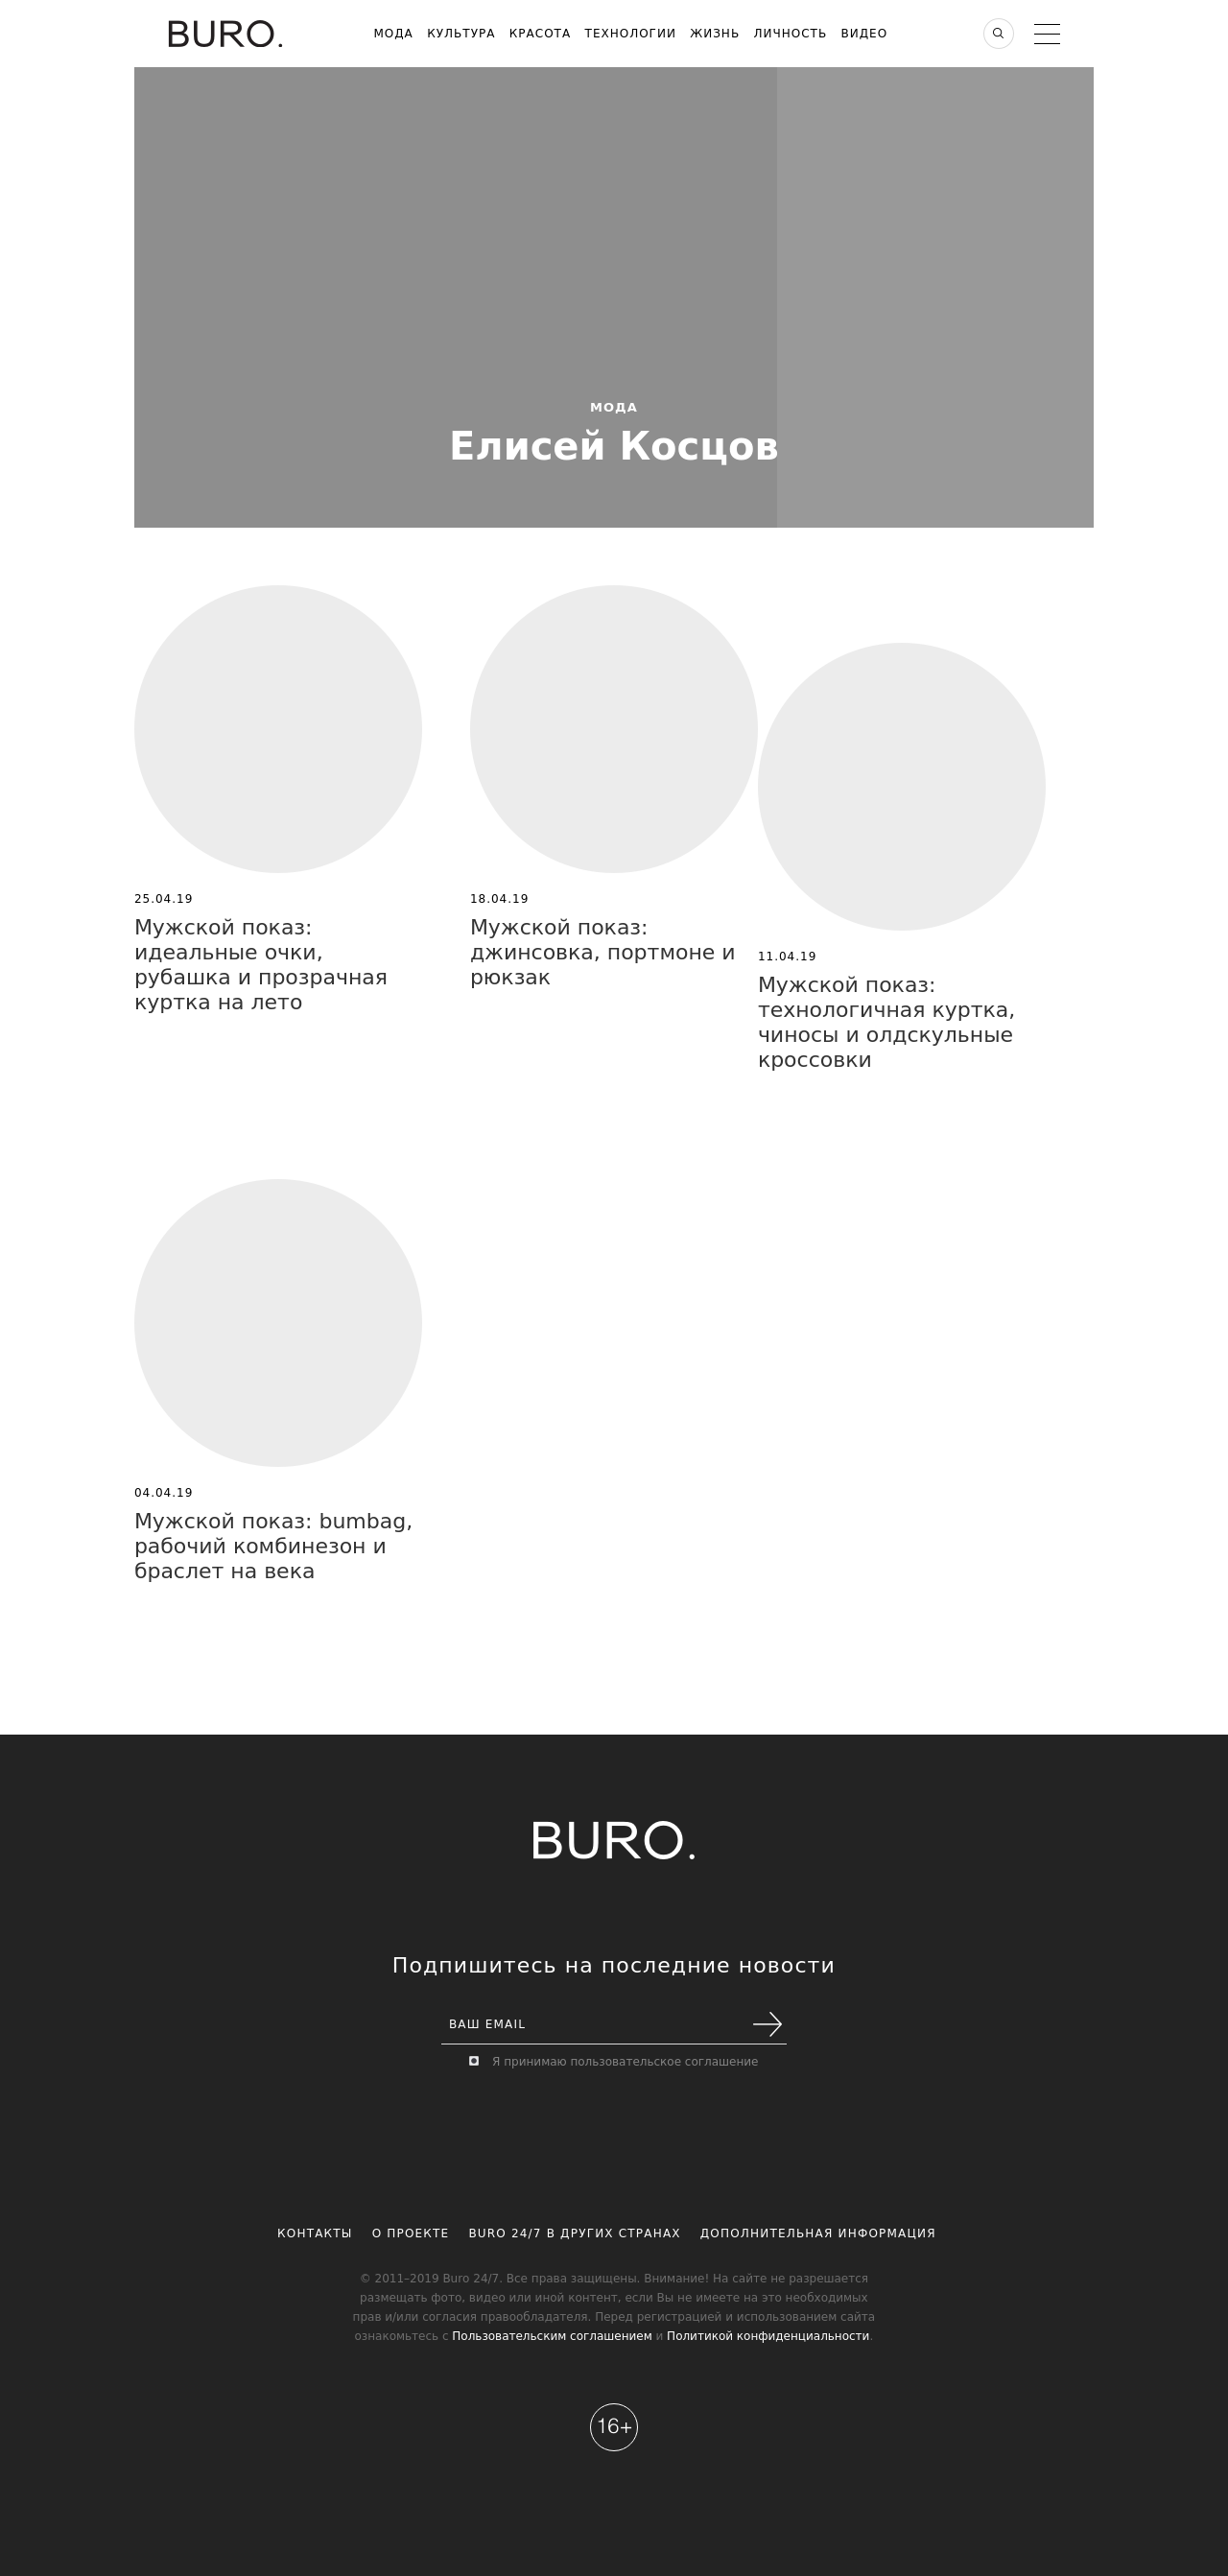 BURO.
МОДА КУЛЬТУРА КРАСОТА ТЕХНОЛОГИИ ЖИЗНЬ ЛИЧНОСТЬ ВИДЕО
МОДА
Елисей Косцов
25.04.19
Мужской показ:
идеальные очки,
рубашка и прозрачная
куртка на лето
18.04.19
Мужской показ:
джинсовка, портмоне и
рюкзак
11.04.19
Мужской показ:
технологичная куртка,
чиносы и олдскульные
кроссовки
04.04.19
Мужской показ: bumbag,
рабочий комбинезон и
браслет на века
BURO.
Подпишитесь на последние новости
ВАШ EMAIL
Я принимаю пользовательское соглашение
КОНТАКТЫ О ПРОЕКТЕ BURO 24/7 В ДРУГИХ СТРАНАХ ДОПОЛНИТЕЛЬНАЯ ИНФОРМАЦИЯ
© 2011–2019 Buro 24/7. Все права защищены. Внимание! На сайте не разрешается
размещать фото, видео или иной контент, если Вы не имеете на это необходимых
прав и/или согласия правообладателя. Перед регистрацией и использованием сайта
ознакомьтесь с Пользовательским соглашением и Политикой конфиденциальности.
16+